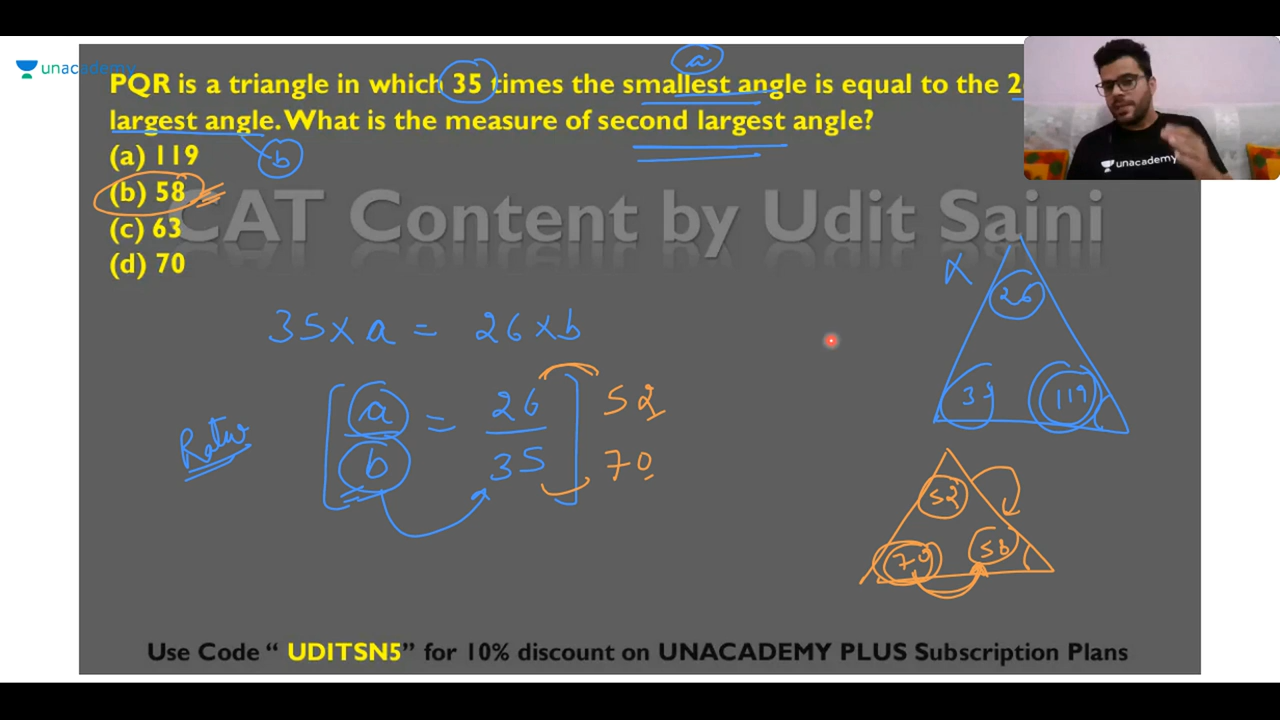 unacademy
a
PQR is a triangle in which 35 times the smallest angle is equal to the 2
largest angle. What is the measure of second largest angle?
b
(a) 119
(b) 58
(c) 63
(d) 70
CAT Content by Udit Saini
unacademy
35 x a = 26 x b
Ratio
a = 26 52
b 35 70
26
39 119
52
70 58
Use Code “ UDITSN5” for 10% discount on UNACADEMY PLUS Subscription Plans